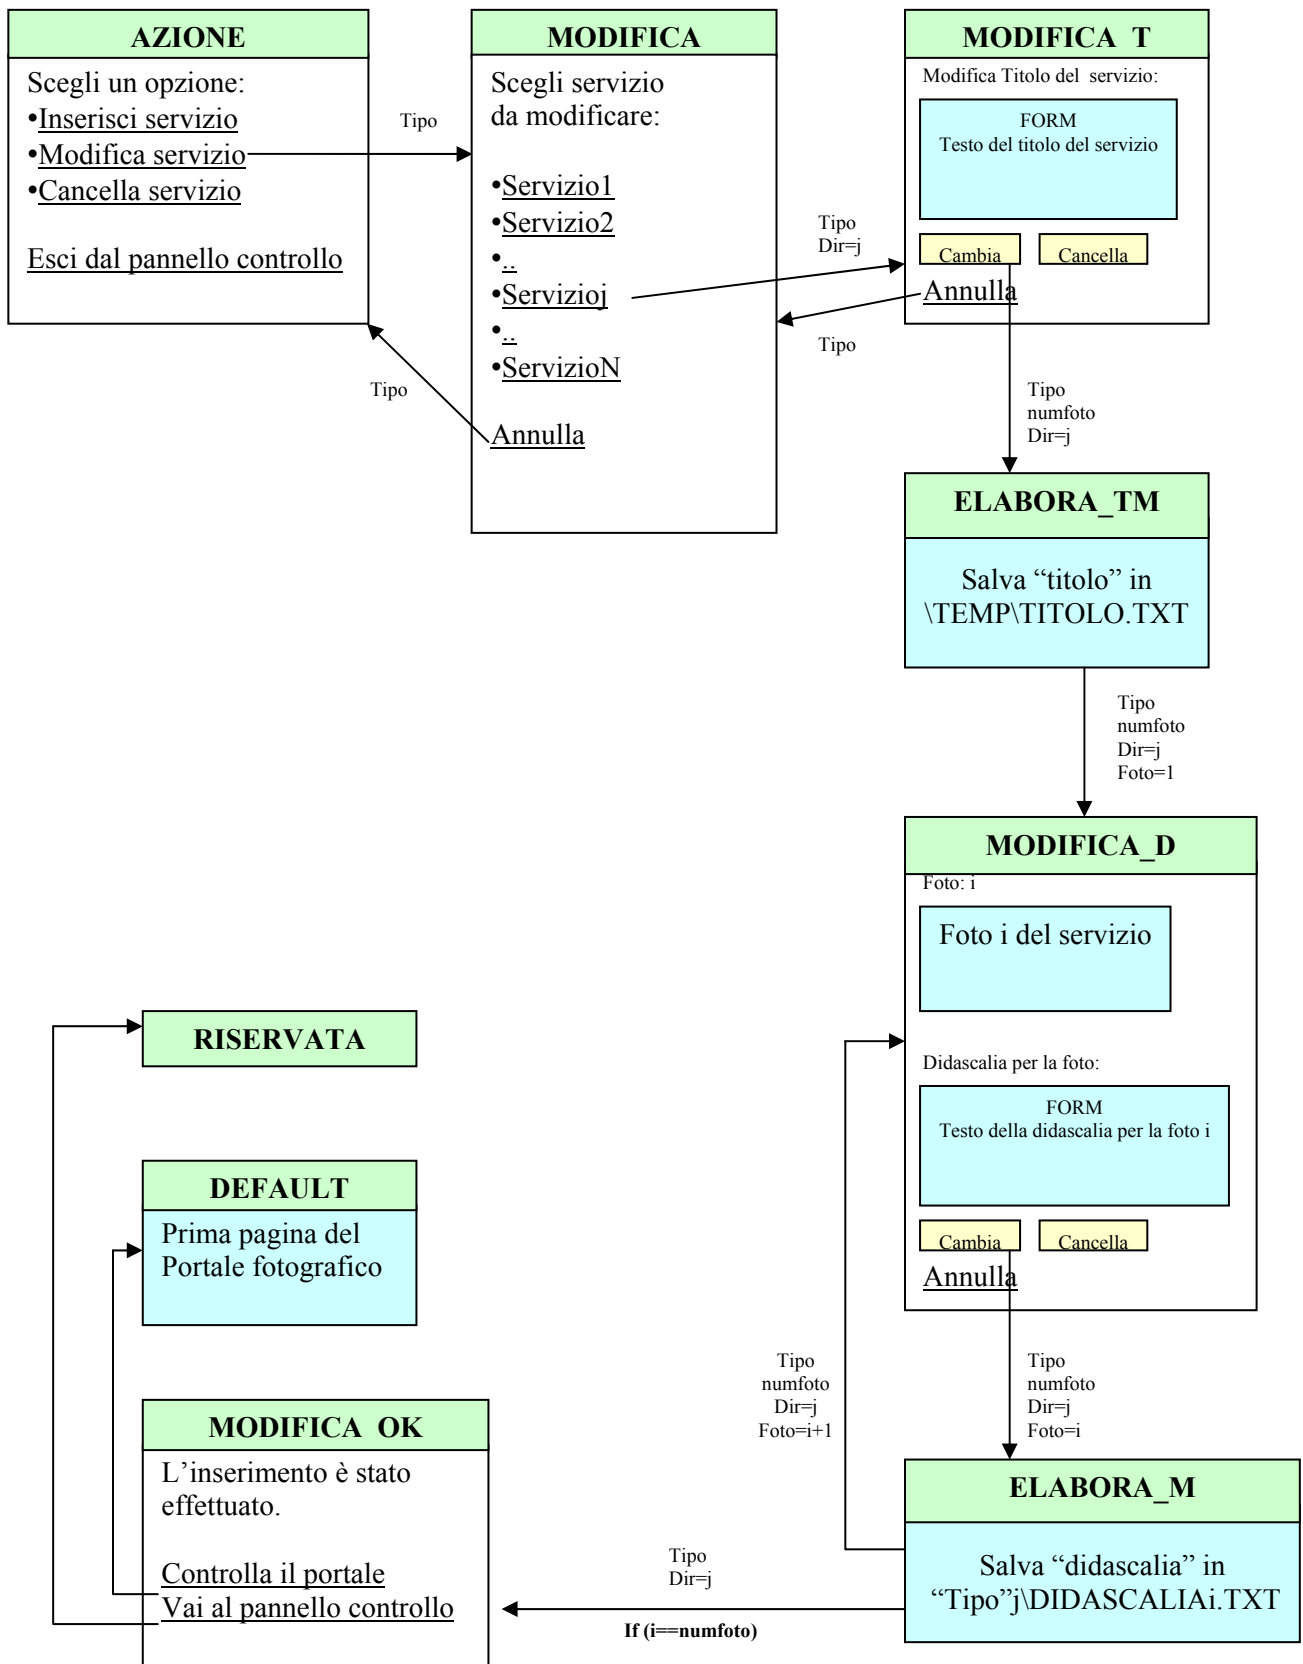 AZIONE
Scegli un opzione:
•Inserisci servizio
•Modifica servizio
•Cancella servizio
Esci dal pannello controllo
Tipo
MODIFICA
Scegli servizio
da modificare:
•Servizio1
•Servizio2
•..
•Servizioj
•..
•ServizioN
Annulla
Tipo
Tipo
Dir=j
Tipo
MODIFICA T
Modifica Titolo del servizio:
FORM
Testo del titolo del servizio
Cambia
Cancella
Annulla
Tipo
numfoto
Dir=j
ELABORA_TM
Salva “titolo” in
\TEMP\TITOLO.TXT
Tipo
numfoto
Dir=j
Foto=1
MODIFICA_D
Foto: i
Foto i del servizio
Didascalia per la foto:
FORM
Testo della didascalia per la foto i
Cambia
Cancella
Annulla
Tipo
numfoto
Dir=j
Foto=i
Tipo
numfoto
Dir=j
Foto=i+1
ELABORA_M
Salva “didascalia” in
“Tipo”j\DIDASCALIAi.TXT
Tipo
Dir=j
If (i==numfoto)
RISERVATA
DEFAULT
Prima pagina del
Portale fotografico
MODIFICA OK
L’inserimento è stato
effettuato.
Controlla il portale
Vai al pannello controllo